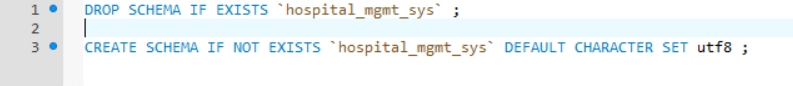 1 DROP SCHEMA IF EXISTS `hospital_mgmt_sys` ;
2
3 CREATE SCHEMA IF NOT EXISTS `hospital_mgmt_sys` DEFAULT CHARACTER SET utf8 ;